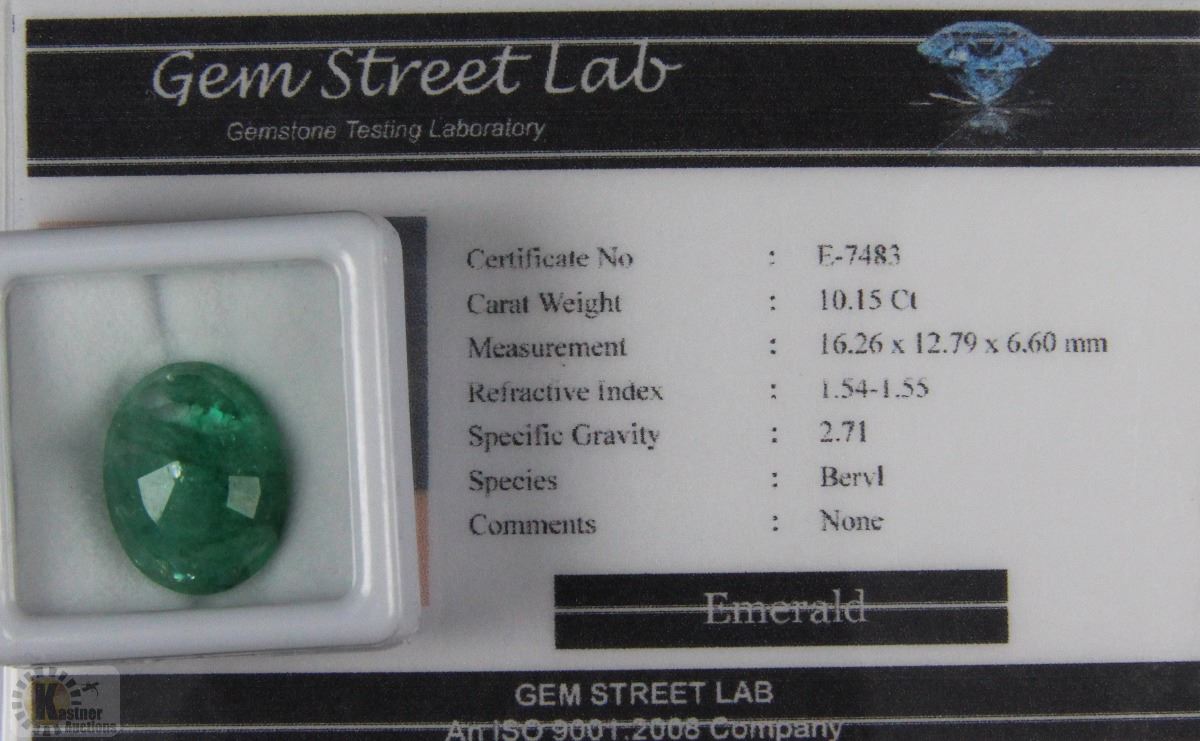 Gem Street Lab
Gemstone Testing Laboratory
Certificate No : E-7483
Carat Weight : 10.15 Ct
Measurement : 16.26 x 12.79 x 6.60 mm
Refractive Index : 1.54-1.55
Specific Gravity : 2.71
Species : Beryl
Comments : None
Emerald
GEM STREET LAB
An ISO 9001:2008 Company
Kastner
Auctions